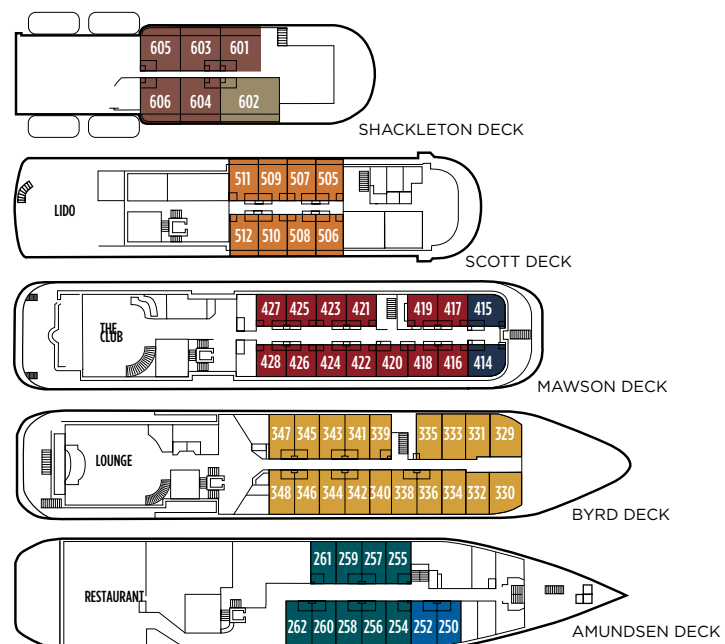 605 603 601
606 604 602
SHACKLETON DECK
511 509 507 505
LIDO
512 510 508 506
SCOTT DECK
427 425 423 421 419 417 415
THE
CLUB
428 426 424 422 420 418 416 414
MAWSON DECK
347 345 343 341 339 335 333 331 329
LOUNGE
348 346 344 342 340 338 336 334 332 330
BYRD DECK
261 259 257 255
RESTAURANT
262 260 258 256 254 252 250
AMUNDSEN DECK